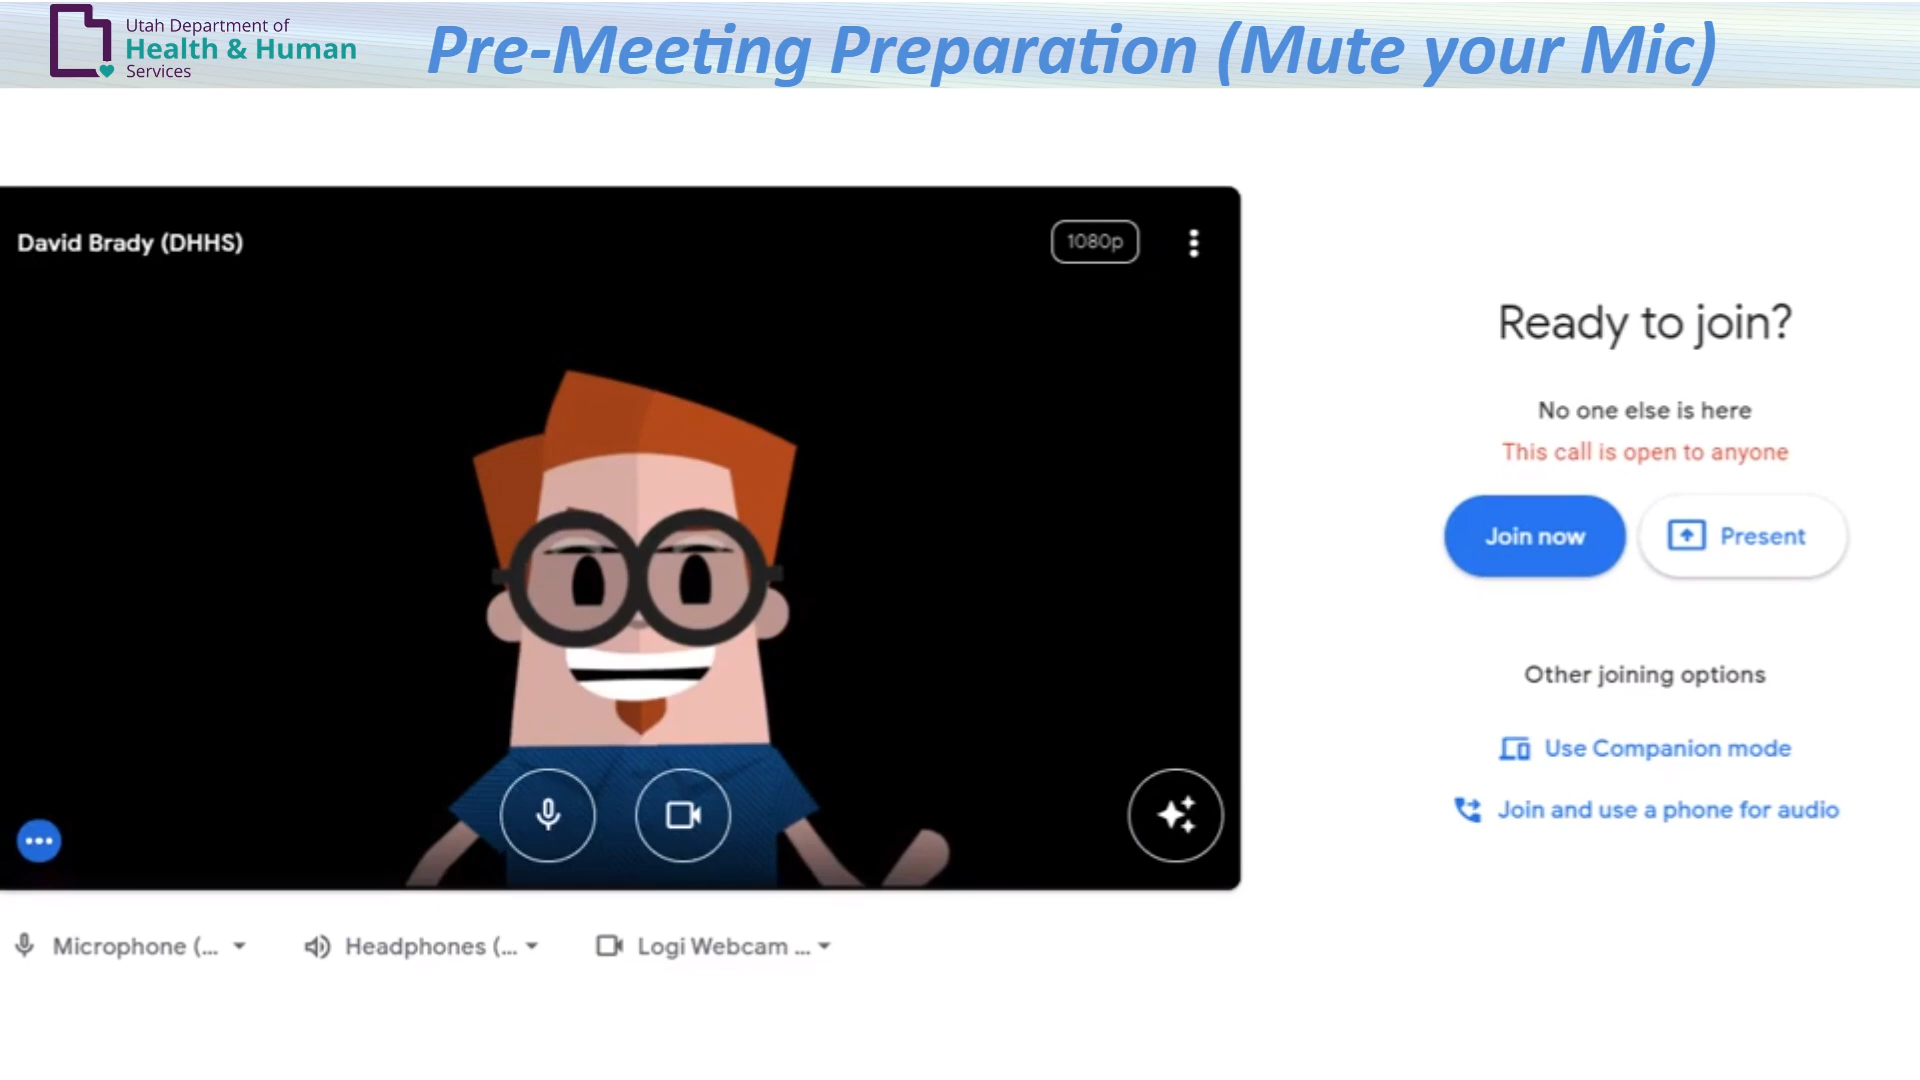 Utah Department of
Health & Human
Services
Pre-Meeting Preparation (Mute your Mic)
David Brady (DHHS)
1080p
Ready to join?
No one else is here
This call is open to anyone
Join now
Present
Other joining options
Use Companion mode
Join and use a phone for audio
Microphone (...
Headphones (...
Logi Webcam ...